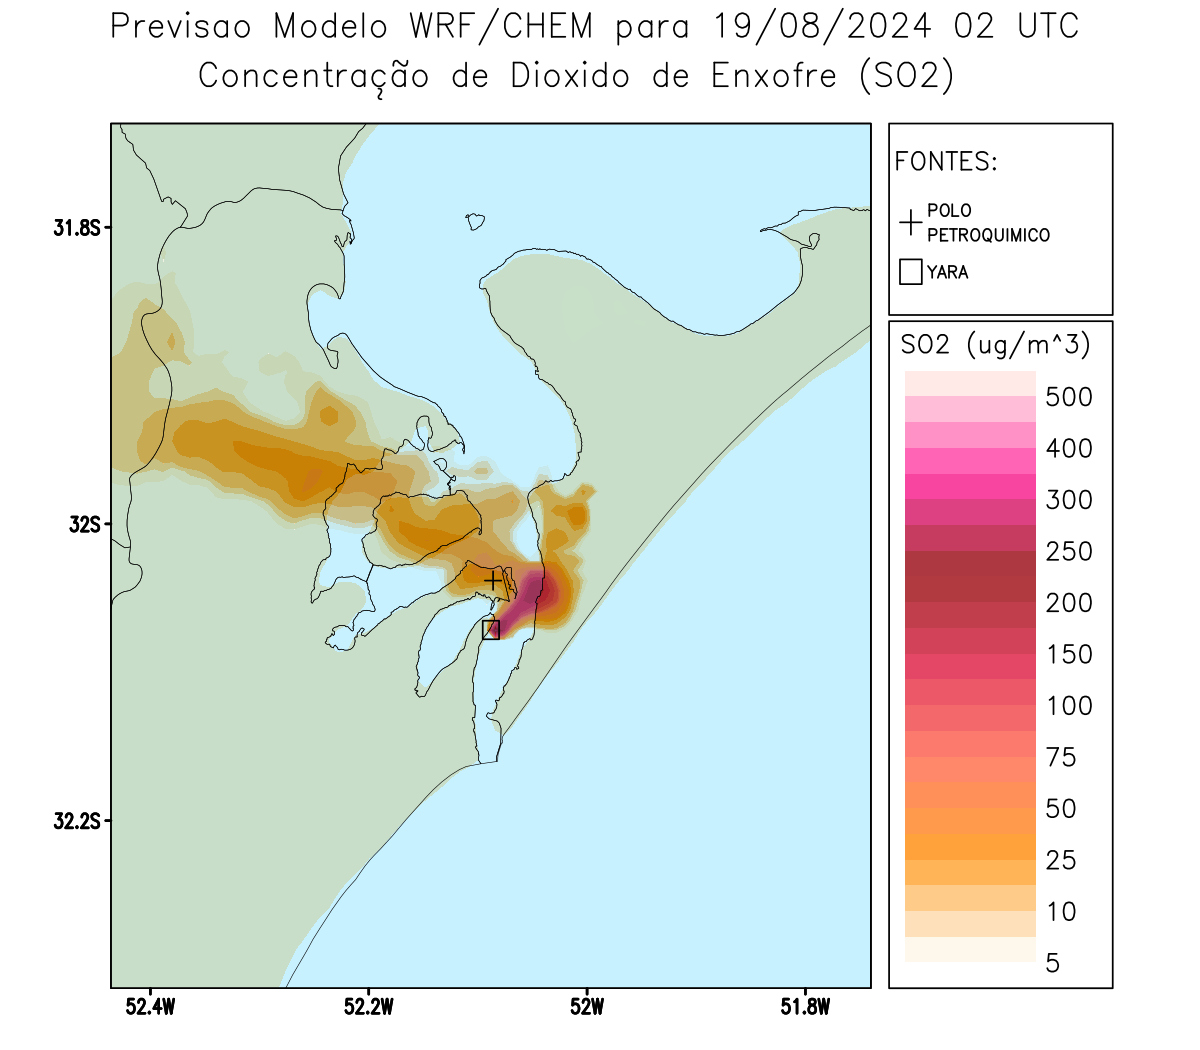 Previsao Modelo WRF/CHEM para 19/08/2024 02 UTC
Concentração de Dioxido de Enxofre (SO2)
FONTES:
POLO
PETROQUIMICO
YARA
31.8S
32S
32.2S
52.4W
52.2W
52W
51.8W
SO2 (ug/m^3)
500
400
300
250
200
150
100
75
50
25
10
5